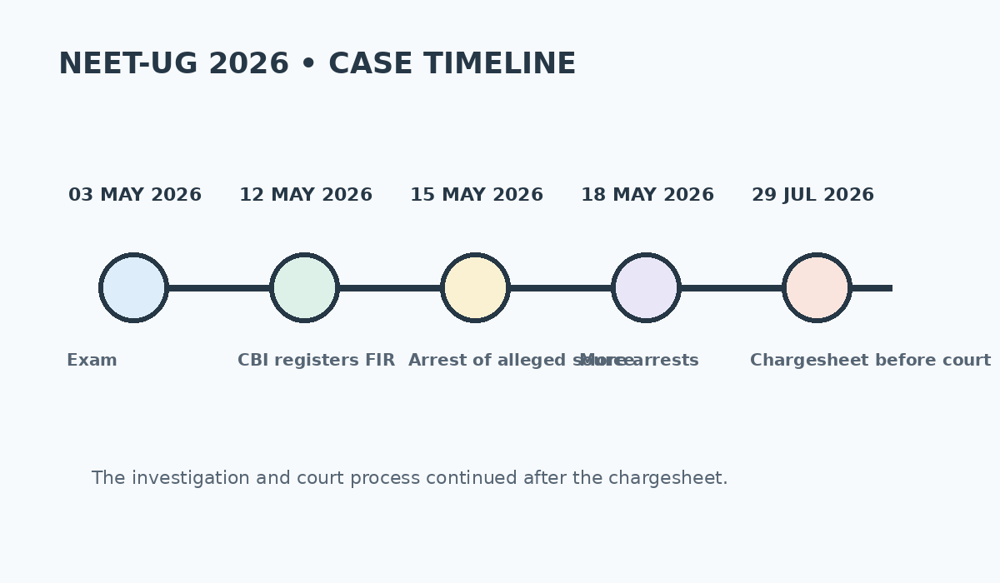 NEET-UG 2026 • CASE TIMELINE
03 MAY 2026 12 MAY 2026 15 MAY 2026 18 MAY 2026 29 JUL 2026
Exam CBI registers FIR Arrest of alleged source More arrests Chargesheet before court
The investigation and court process continued after the chargesheet.